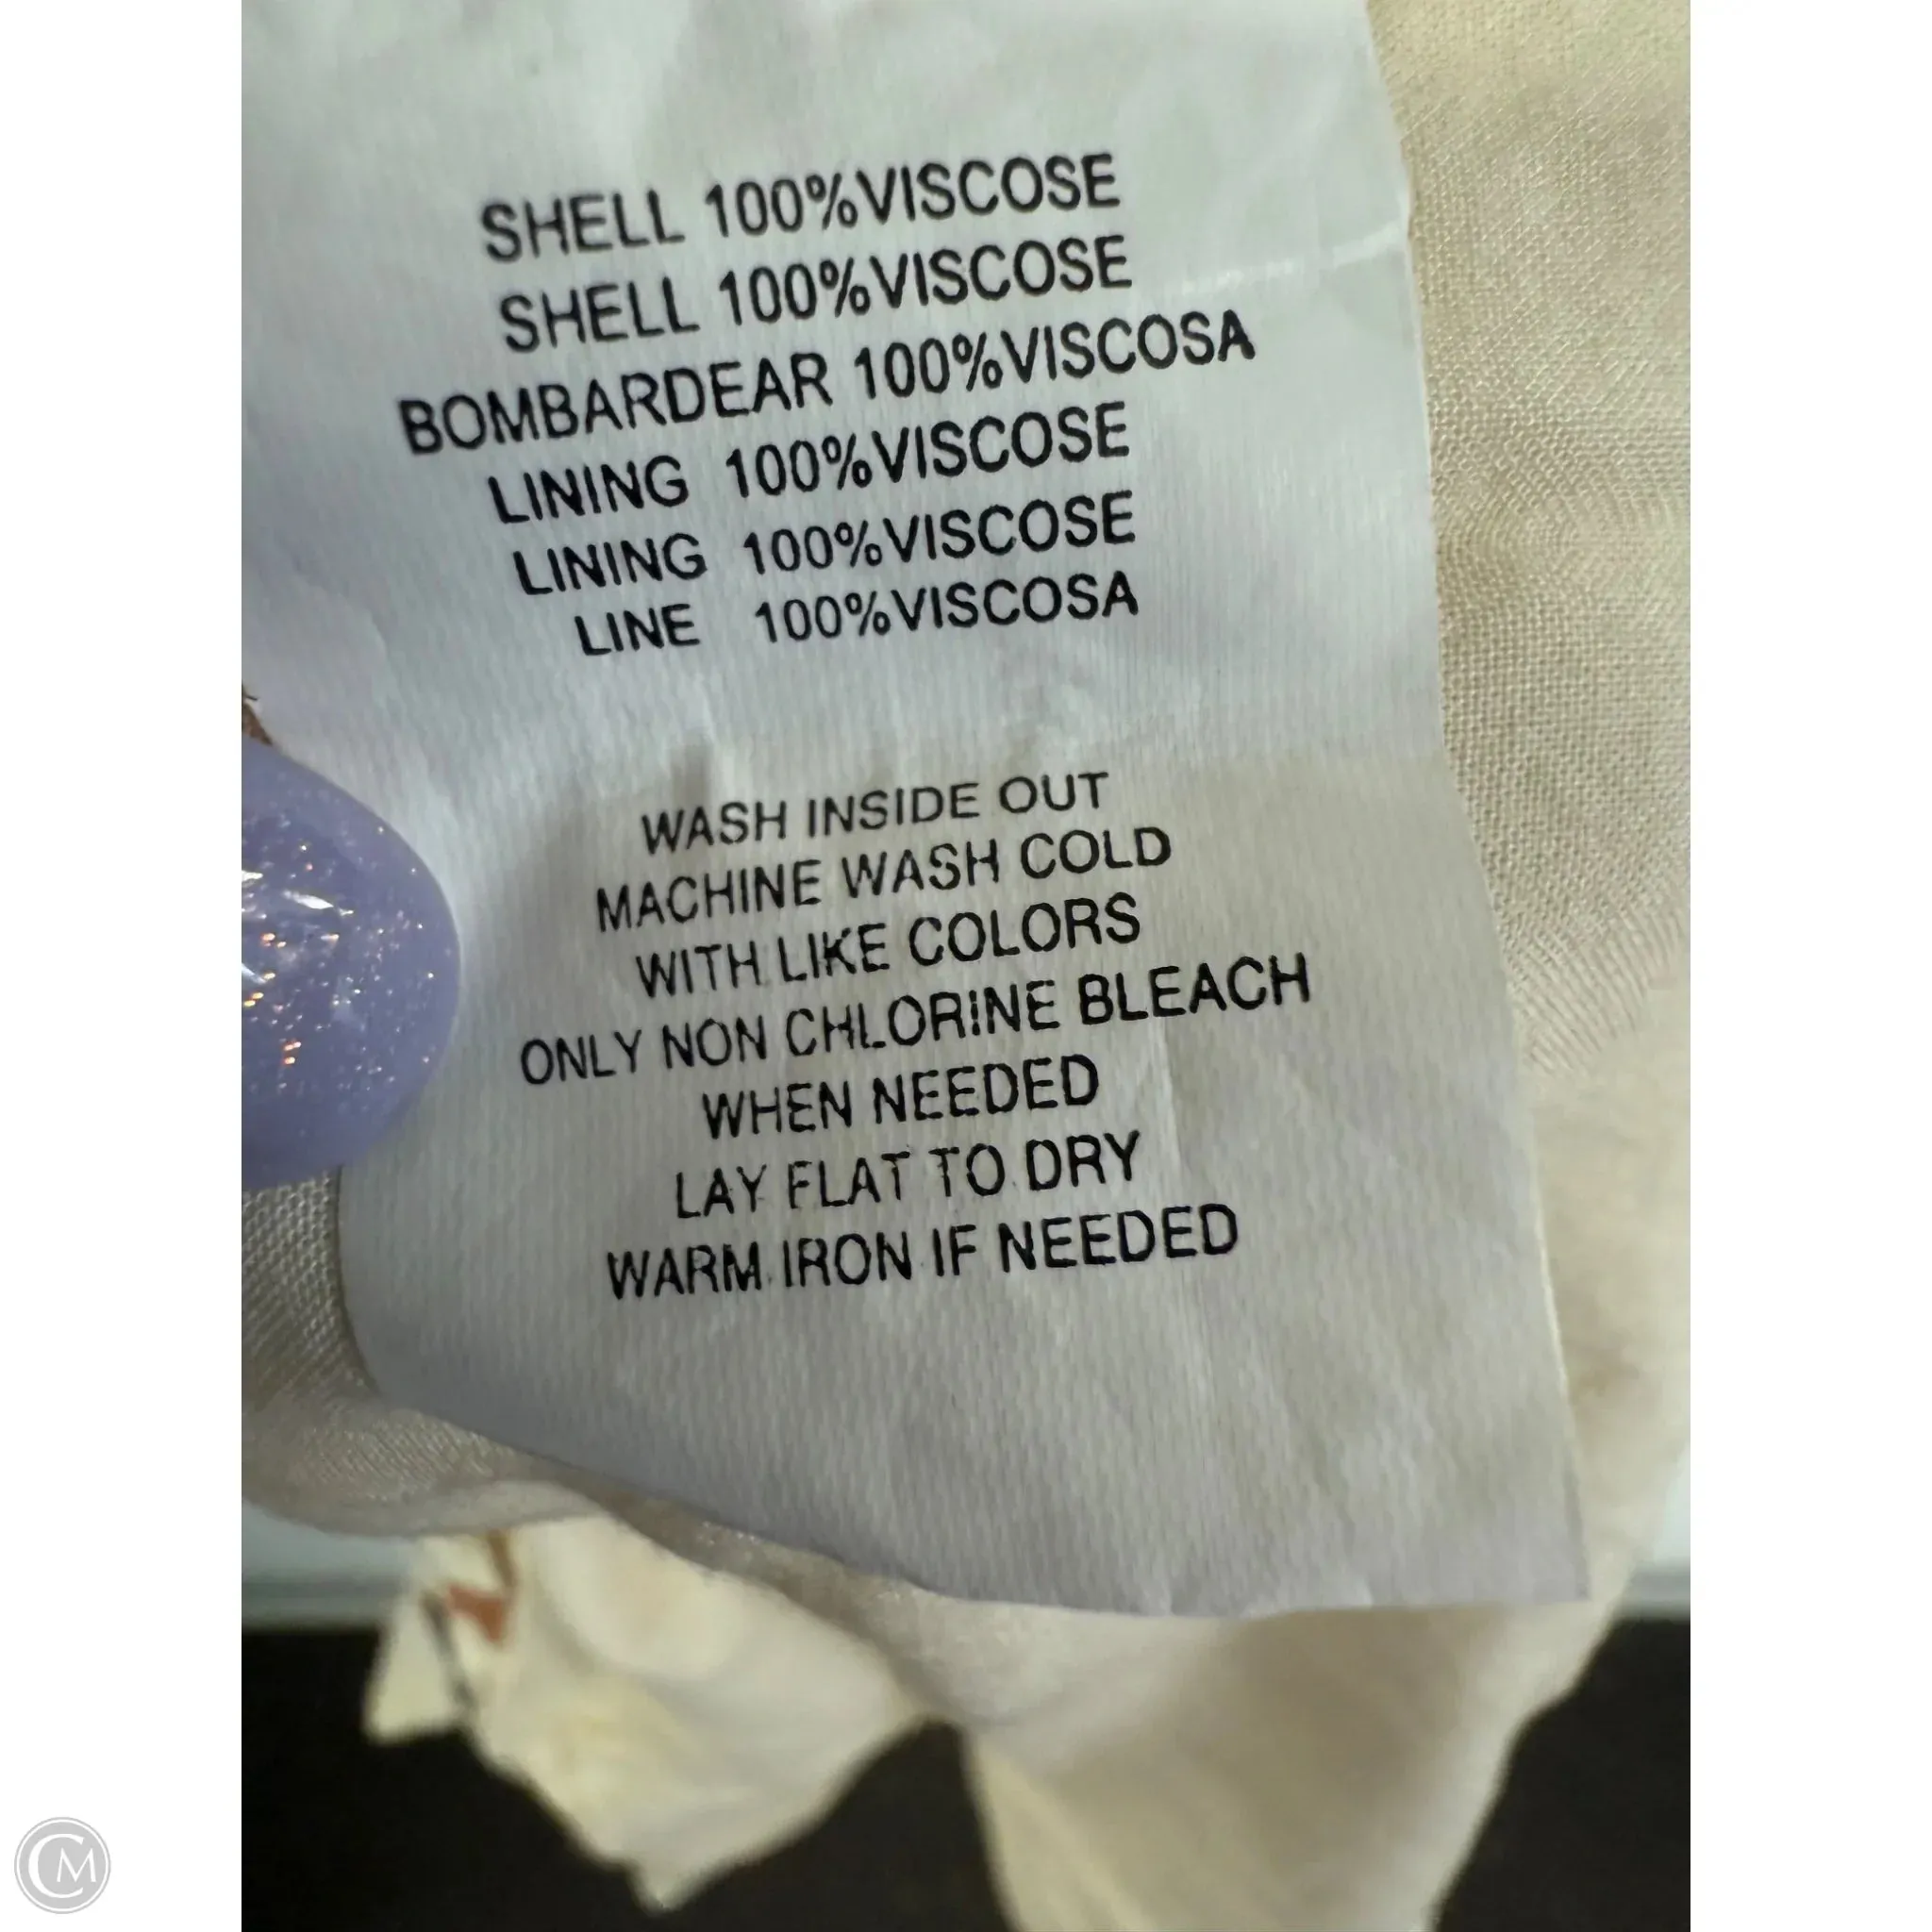 SHELL 100%VISCOSE
SHELL 100%VISCOSE
BOMBARDEAR 100%VISCOSA
LINING 100%VISCOSE
LINING 100%VISCOSE
LINE 100%VISCOSA
WASH INSIDE OUT
MACHINE WASH COLD
WITH LIKE COLORS
ONLY NON CHLORINE BLEACH
WHEN NEEDED
LAY FLAT TO DRY
WARM IRON IF NEEDED
CM